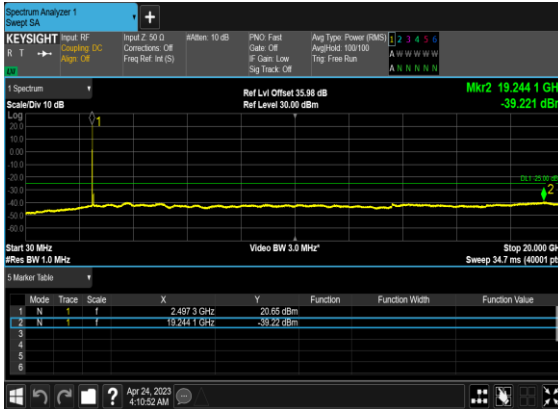 Spectrum Analyzer 1
Swept SA
+
KEYSIGHT Input: RF Input Z: 50 Ω #Atten: 10 dB PNO: Fast Avg Type: Power (RMS) 1 2 3 4 5 6
R T Coupling: DC Corrections: Off Gate: Off Avg|Hold: 100/100 A W W W W W
Align: Off Freq Ref: Int (S) IF Gain: Low Trig: Free Run
LV Sig Track: Off A N N N N N
1 Spectrum Ref Lvl Offset 35.98 dB Mkr2 19.244 1 GH
Scale/Div 10 dB Ref Level 30.00 dBm -39.221 dBr
Log
1
20.0
10.0
0.00
-10.0
-20.0
DL1 25.00 dB
-30.0
2
-40.0
-50.0
-60.0
Start 30 MHz Video BW 3.0 MHz* Stop 20.000 GH
#Res BW 1.0 MHz Sweep 34.7 ms (40001 pt
5 Marker Table
Mode Trace Scale X Y Function Function Width Function Value
1 N 1 f 2.497 3 GHz 20.65 dBm
2 N 1 f 19.244 1 GHz -39.22 dBm
3
4
5
6
? Apr 24, 2023
4:10:52 AM